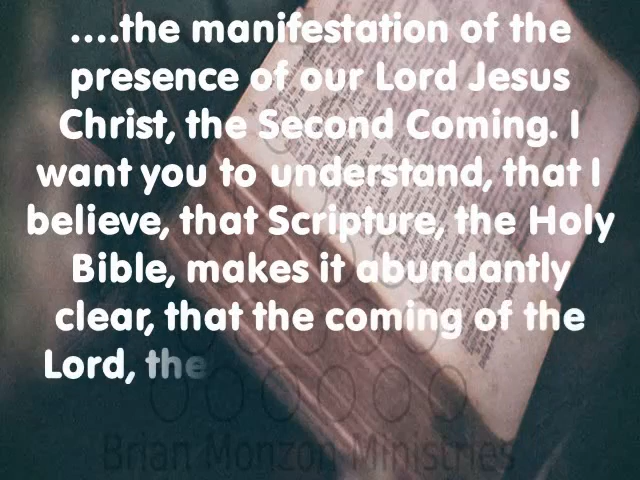 ....the manifestation of the
presence of our Lord Jesus
Christ, the Second Coming. I
want you to understand, that I
believe, that Scripture, the Holy
Bible, makes it abundantly
clear, that the coming of the
Lord, the
Brian Monzon Ministries